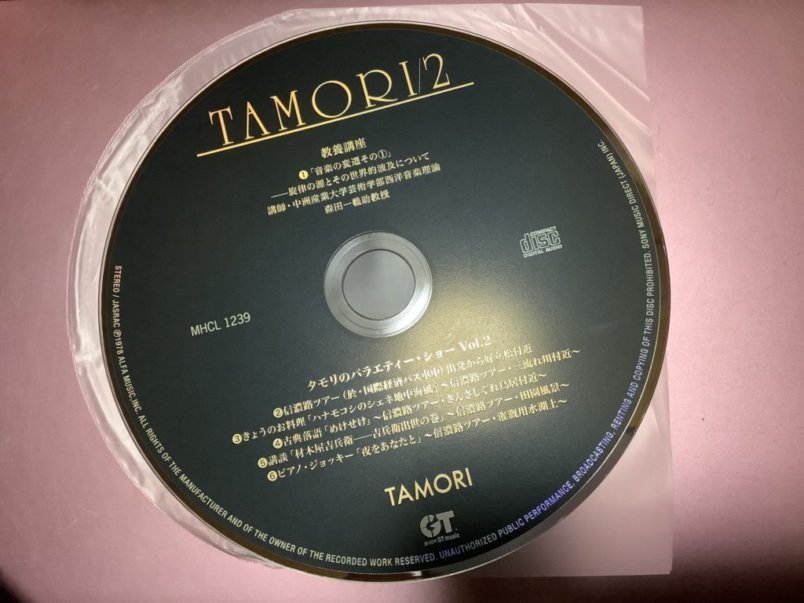 TAMORI/2
教養講座
❶「音楽の変遷その①」
──旋律の源とその世界的波及について
講師・中洲産業大学芸術学部西洋音楽理論
森田一義助教授
COMPACT
disc
DIGITAL AUDIO
MHCL 1239
タモリのバラエティー・ショー Vol.2
❷信濃路ツアー（於・国際経済バス車中）出発から好立松付近
❸きょうのお料理「ハナモコシのシェネ地中海風」〜信濃路ツアー・三流れ川付近〜
❹古典落語「めけせけ」〜信濃路ツアー・きんさしぐれ鳥居付近〜
❺講談「材木屋吉兵衛──吉兵衛出世の巻」〜信濃路ツアー・田園風景〜
❻ピアノ・ジョッキー「夜をあなたと」〜信濃路ツアー・灌漑用水湖上〜
TAMORI
GT
music
STEREO / JASRAC ℗1978 ALFA MUSIC, INC. ALL RIGHTS OF THE MANUFACTURER AND OF THE OWNER OF THE RECORDED WORK RESERVED. UNAUTHORIZED PUBLIC PERFORMANCE, BROADCASTING, RENTING AND COPYING OF THIS DISC PROHIBITED. SONY MUSIC DIRECT (JAPAN) INC.